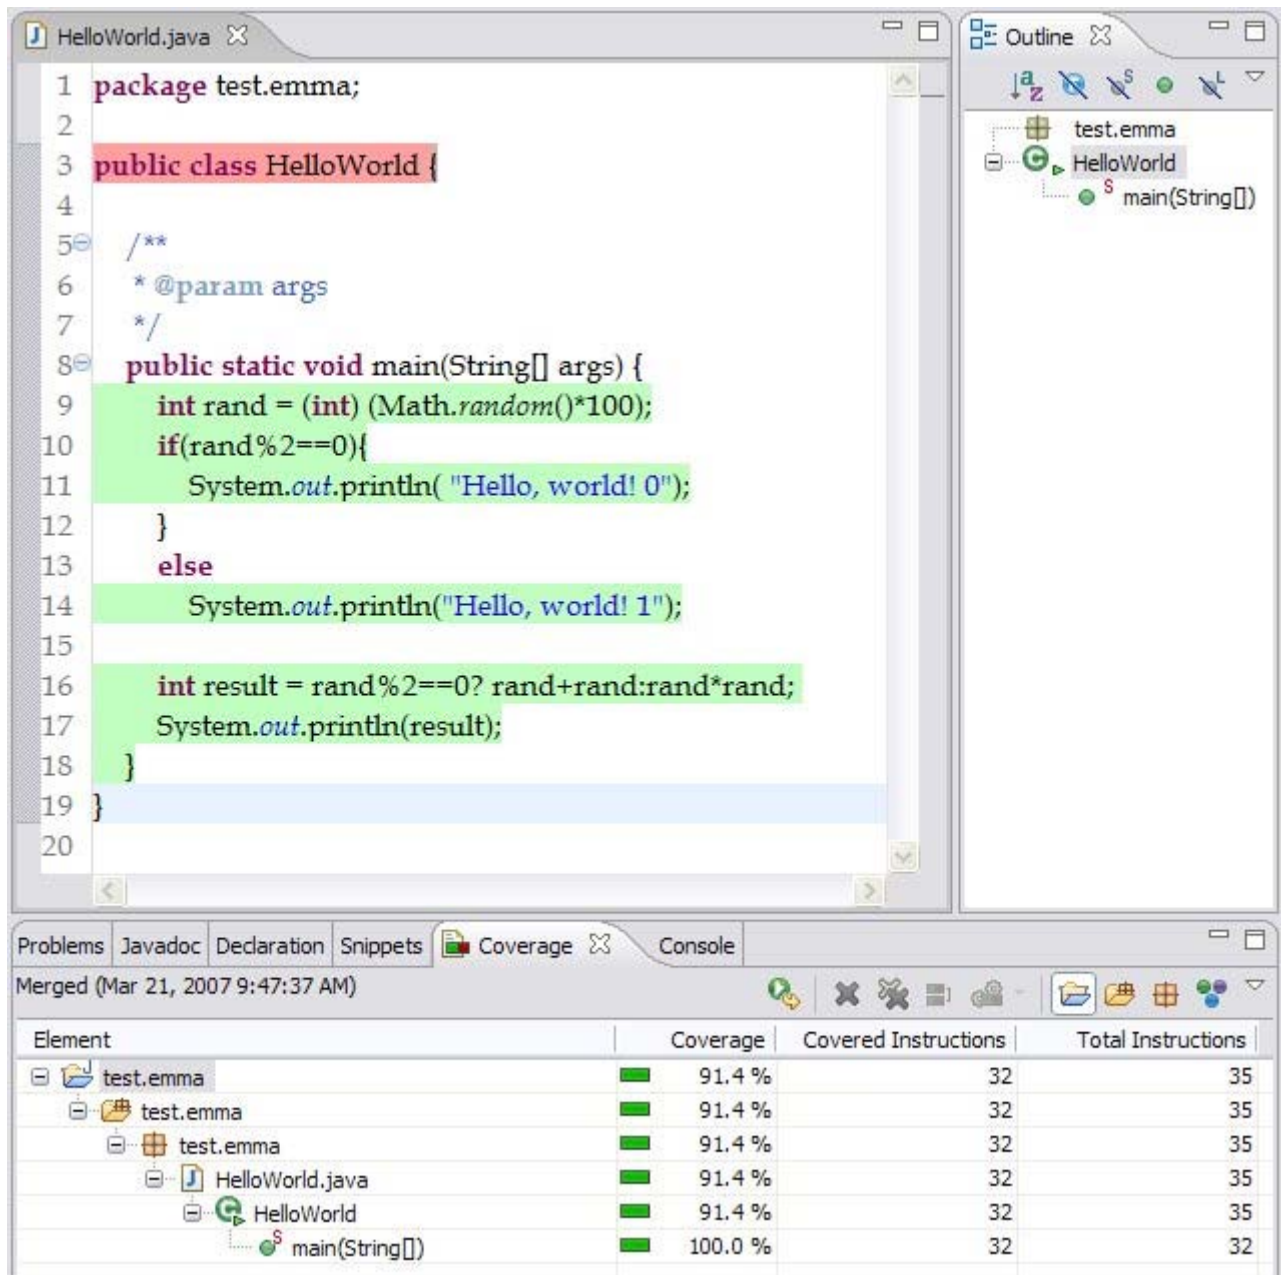 HelloWorld.java
1 package test.emma;
2
3 public class HelloWorld {
4
5 /**
6 * @param args
7 */
8 public static void main(String[] args) {
9 int rand = (int) (Math.random()*100);
10 if(rand%2==0){
11 System.out.println( "Hello, world! 0");
12 }
13 else
14 System.out.println("Hello, world! 1");
15
16 int result = rand%2==0? rand+rand:rand*rand;
17 System.out.println(result);
18 }
19 }
20
Outline
test.emma
HelloWorld
S main(String[])
Problems Javadoc Declaration Snippets Coverage Console
Merged (Mar 21, 2007 9:47:37 AM)
Element Coverage Covered Instructions Total Instructions
test.emma 91.4 % 32 35
test.emma 91.4 % 32 35
test.emma 91.4 % 32 35
HelloWorld.java 91.4 % 32 35
HelloWorld 91.4 % 32 35
main(String[]) 100.0 % 32 32